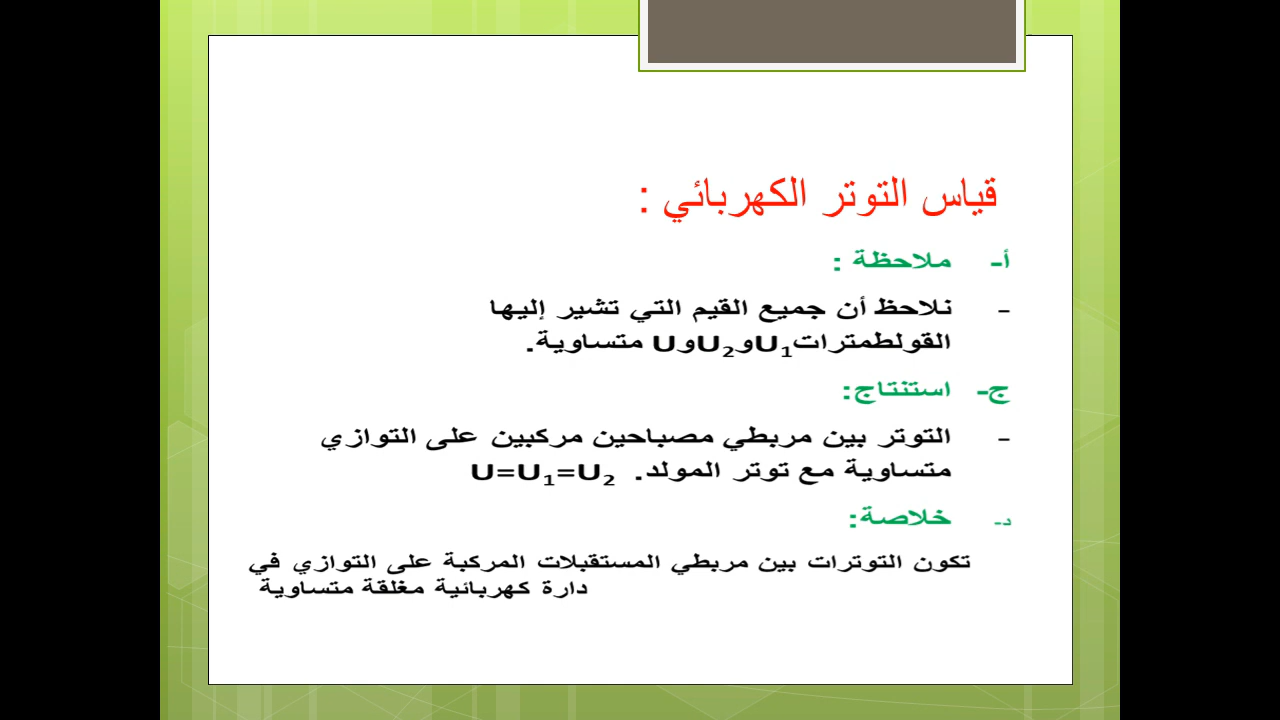 قياس التوتر الكهربائي :
أ- ملاحظة :
- نلاحظ أن جميع القيم التي تشير إليها
القولطمترات U₁ وU₂ وU متساوية.
ج- استنتاج:
- التوتر بين مربطي مصباحين مركبين على التوازي
متساوية مع توتر المولد. U=U₁=U₂
د- خلاصة:
تكون التوترات بين مربطي المستقبلات المركبة على التوازي في
دارة كهربائية مغلقة متساوية